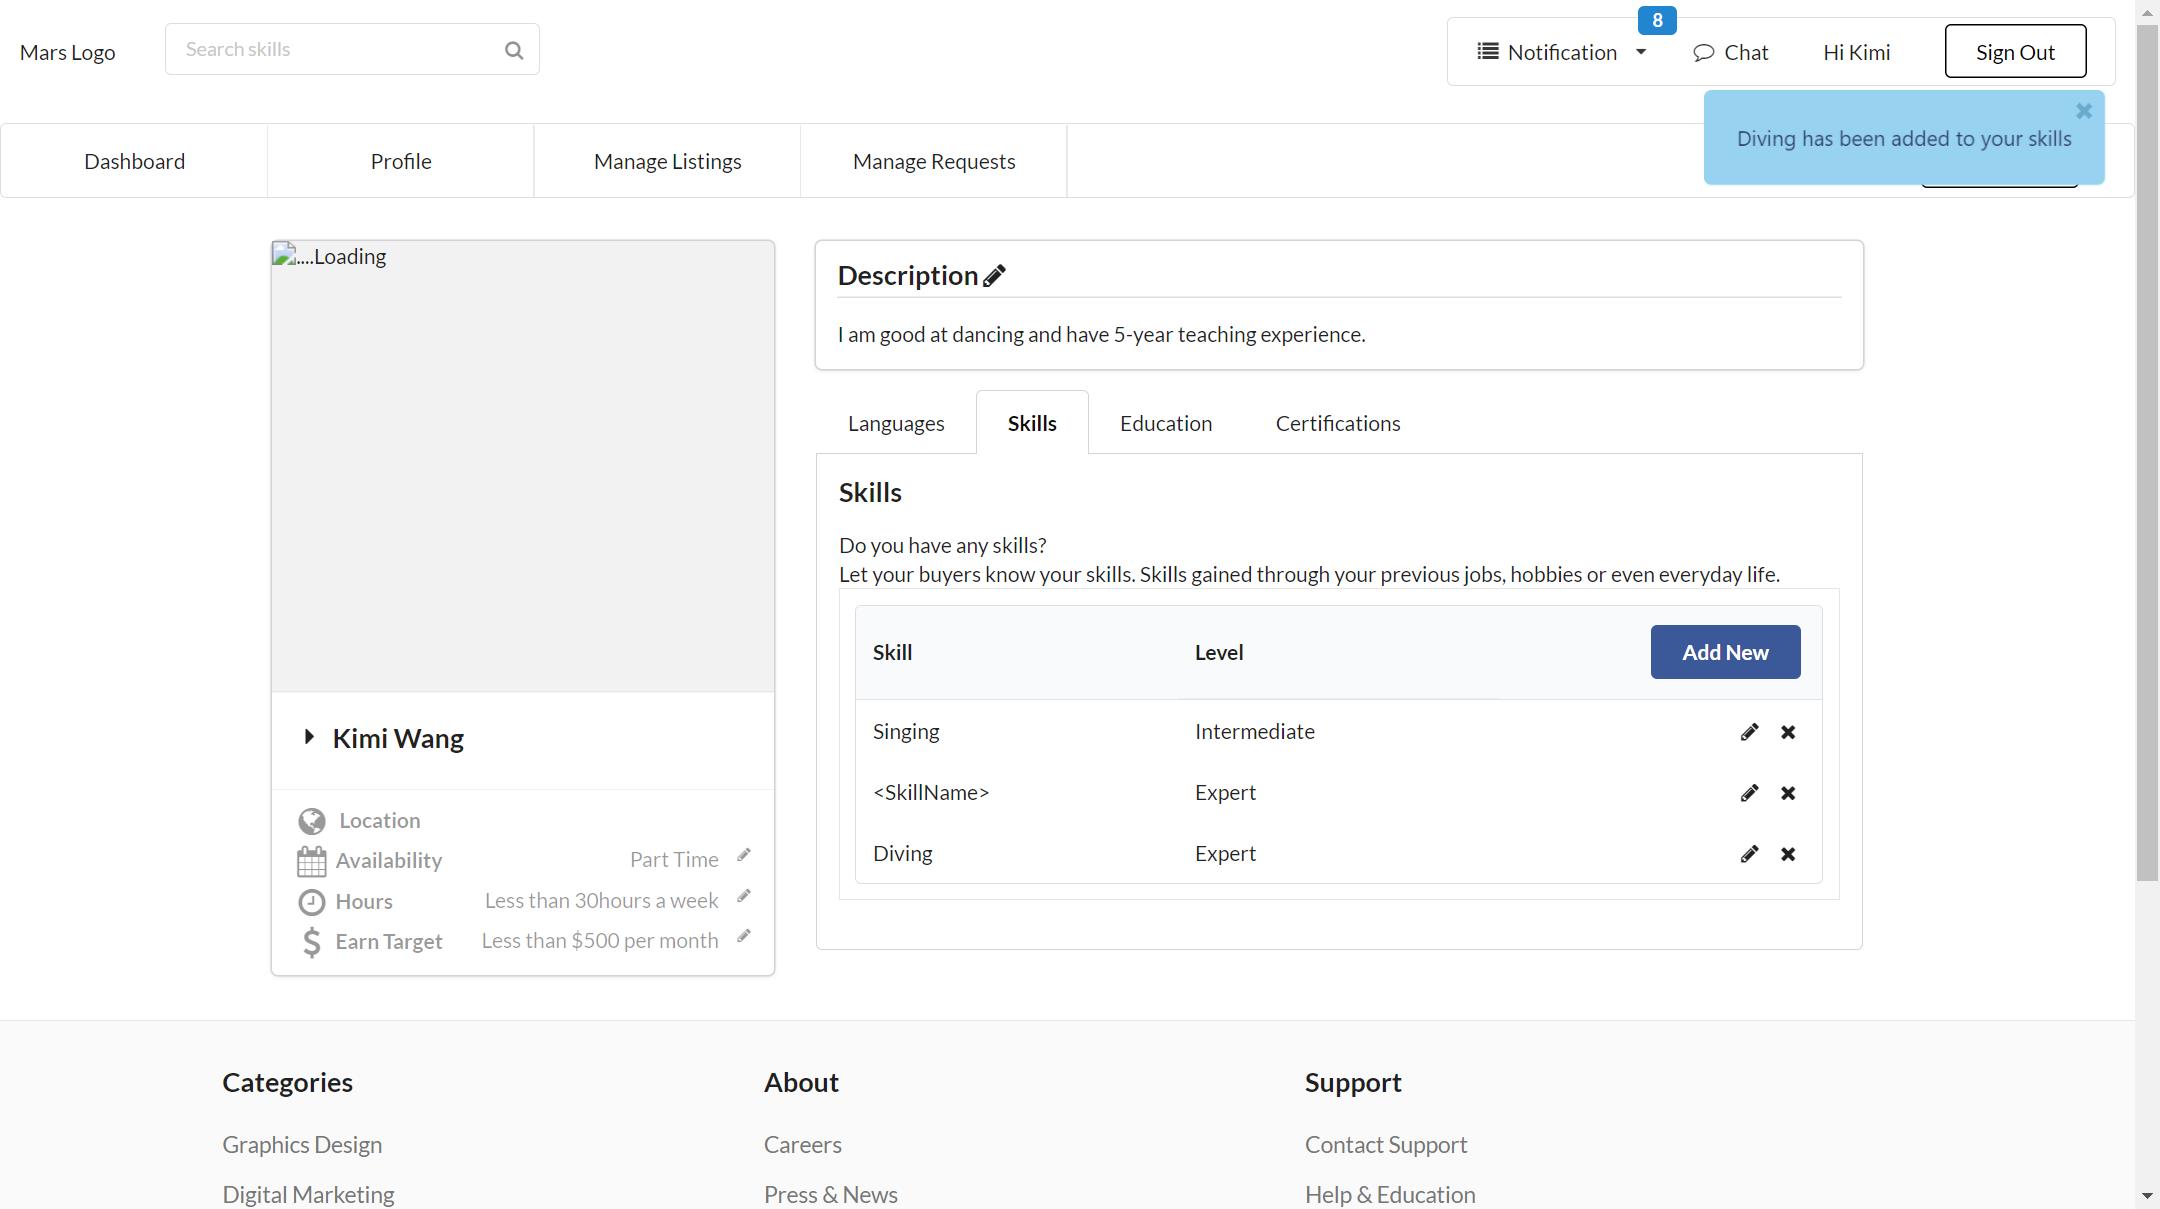 Mars Logo
Search skills
8
Notification
Chat
Hi Kimi
Sign Out
Diving has been added to your skills
Dashboard
Profile
Manage Listings
Manage Requests
....Loading
Kimi Wang
Location
Availability
Part Time
Hours
Less than 30hours a week
Earn Target
Less than $500 per month
Description
I am good at dancing and have 5-year teaching experience.
Languages
Skills
Education
Certifications
Skills
Do you have any skills?
Let your buyers know your skills. Skills gained through your previous jobs, hobbies or even everyday life.
Skill
Level
Add New
Singing
Intermediate
<SkillName>
Expert
Diving
Expert
Categories
Graphics Design
Digital Marketing
About
Careers
Press & News
Support
Contact Support
Help & Education